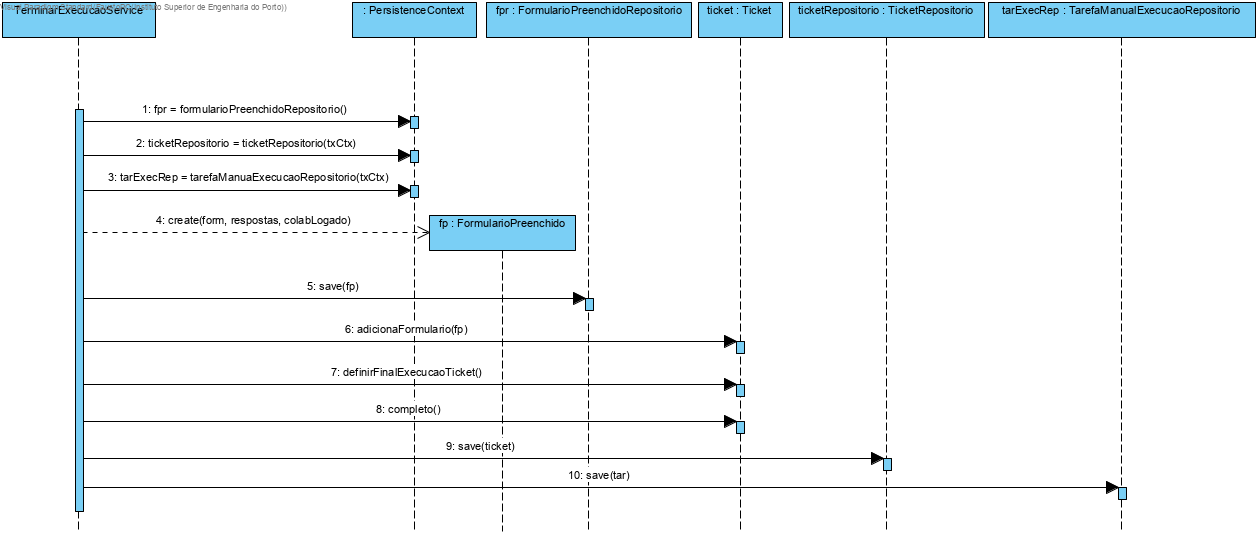 TerminarExecucaoService
: PersistenceContext
fpr : FormularioPreenchidoRepositorio
ticket : Ticket
ticketRepositorio : TicketRepositorio
tarExecRep : TarefaManualExecucaoRepositorio
1: fpr = formularioPreenchidoRepositorio()
2: ticketRepositorio = ticketRepositorio(txCtx)
3: tarExecRep = tarefaManuaExecucaoRepositorio(txCtx)
4: create(form, respostas, colabLogado)
fp : FormularioPreenchido
5: save(fp)
6: adicionaFormulario(fp)
7: definirFinalExecucaoTicket()
8: completo()
9: save(ticket)
10: save(tar)
Superior de Engenharia do Porto))